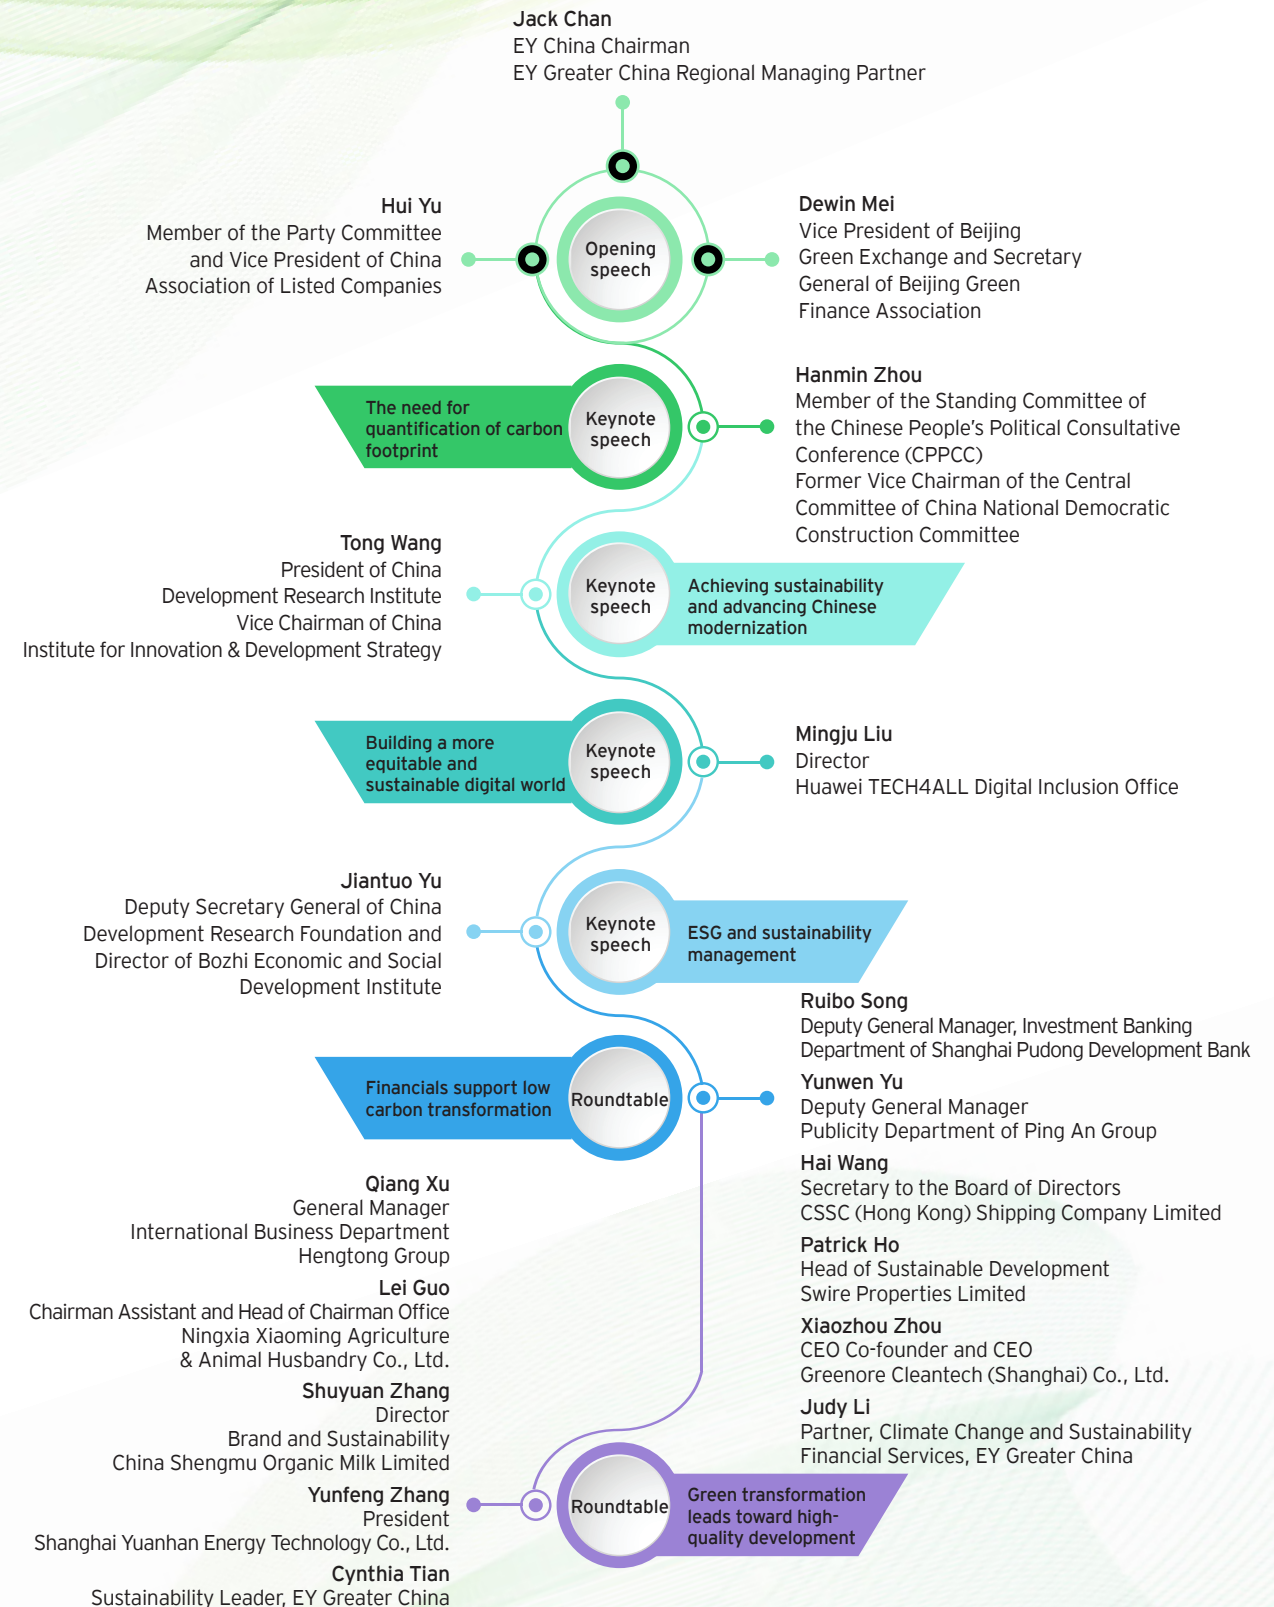 Jack Chan
EY China Chairman
EY Greater China Regional Managing Partner
Hui Yu
Member of the Party Committee
and Vice President of China
Association of Listed Companies
Opening
speech
Dewin Mei
Vice President of Beijing
Green Exchange and Secretary
General of Beijing Green
Finance Association
The need for
quantification of carbon
footprint
Keynote
speech
Hanmin Zhou
Member of the Standing Committee of
the Chinese People's Political Consultative
Conference (CPPCC)
Former Vice Chairman of the Central
Committee of China National Democratic
Construction Committee
Tong Wang
President of China
Development Research Institute
Vice Chairman of China
Institute for Innovation & Development Strategy
Keynote
speech
Achieving sustainability
and advancing Chinese
modernization
Building a more
equitable and
sustainable digital world
Keynote
speech
Mingju Liu
Director
Huawei TECH4ALL Digital Inclusion Office
Jiantuo Yu
Deputy Secretary General of China
Development Research Foundation and
Director of Bozhi Economic and Social
Development Institute
Keynote
speech
ESG and sustainability
management
Financials support low
carbon transformation
Roundtable
Ruibo Song
Deputy General Manager, Investment Banking
Department of Shanghai Pudong Development Bank
Yunwen Yu
Deputy General Manager
Publicity Department of Ping An Group
Hai Wang
Secretary to the Board of Directors
CSSC (Hong Kong) Shipping Company Limited
Patrick Ho
Head of Sustainable Development
Swire Properties Limited
Xiaozhou Zhou
CEO Co-founder and CEO
Greenore Cleantech (Shanghai) Co., Ltd.
Judy Li
Partner, Climate Change and Sustainability
Financial Services, EY Greater China
Qiang Xu
General Manager
International Business Department
Hengtong Group
Lei Guo
Chairman Assistant and Head of Chairman Office
Ningxia Xiaoming Agriculture
& Animal Husbandry Co., Ltd.
Shuyuan Zhang
Director
Brand and Sustainability
China Shengmu Organic Milk Limited
Yunfeng Zhang
President
Shanghai Yuanhan Energy Technology Co., Ltd.
Cynthia Tian
Sustainability Leader, EY Greater China
Roundtable
Green transformation
leads toward high-
quality development